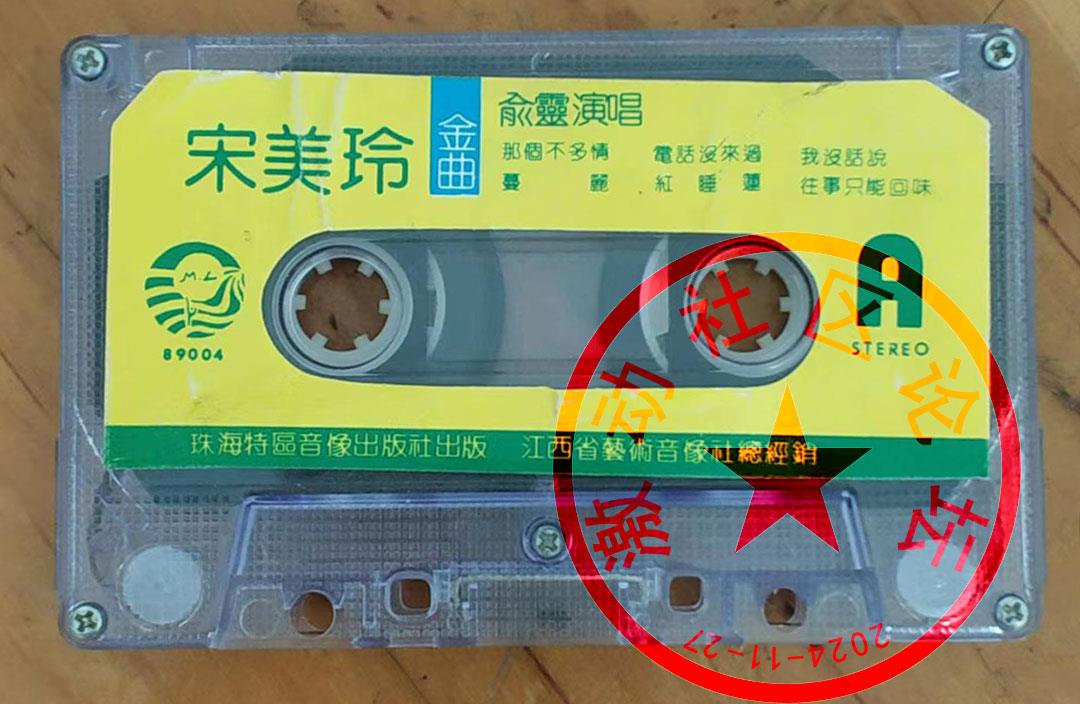 宋美玲
金曲
俞靈演唱
那個不多情 電話沒來過 我沒話說
蔓麗 紅睡蓮 往事只能回味
M.L
89004
A
STEREO
珠海特區音像出版社出版 江西省藝術音像社總經銷
激动社区论坛
2024-11-27